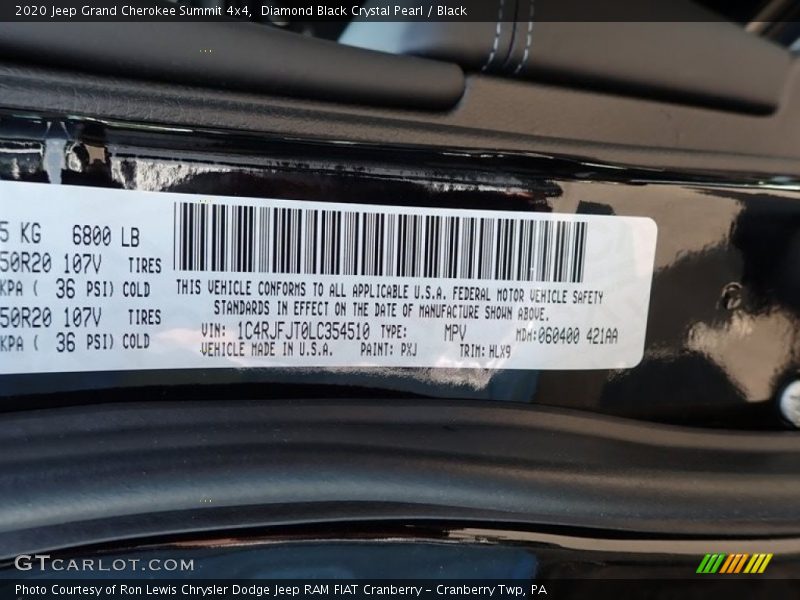 2020 Jeep Grand Cherokee Summit 4x4,  Diamond Black Crystal Pearl / Black
5 KG 6800 LB
50R20 107V TIRES
KPA ( 36 PSI) COLD
50R20 107V TIRES
KPA ( 36 PSI) COLD
THIS VEHICLE CONFORMS TO ALL APPLICABLE U.S.A. FEDERAL MOTOR VEHICLE SAFETY
STANDARDS IN EFFECT ON THE DATE OF MANUFACTURE SHOWN ABOVE.
VIN: 1C4RJFJT0LC354510 TYPE: MPV MDH:060400 421AA
VEHICLE MADE IN U.S.A. PAINT: PXJ TRIM: HLX9
GTCARLOT.COM
Photo Courtesy of Ron Lewis Chrysler Dodge Jeep RAM FIAT Cranberry - Cranberry Twp, PA